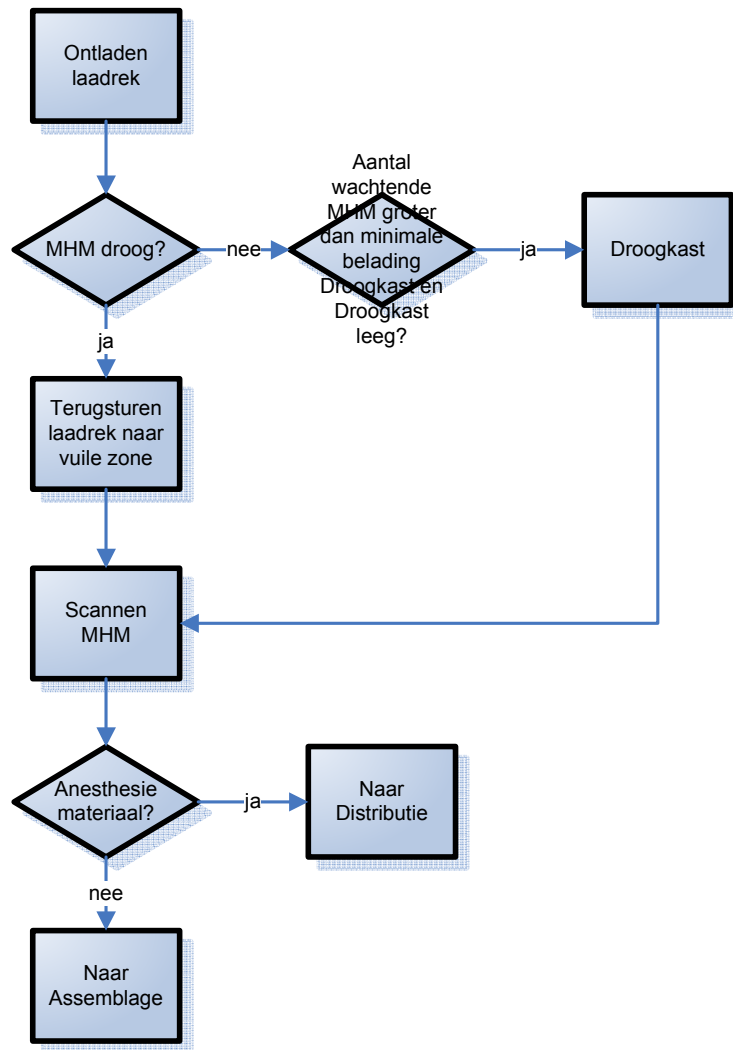 Ontladen
laadrek
MHM droog?
nee
Aantal
wachtende
MHM groter
dan minimale
belading
Droogkast en
Droogkast
leeg?
ja
Droogkast
ja
Terugsturen
laadrek naar
vuile zone
Scannen
MHM
Anesthesie
materiaal?
ja
Naar
Distributie
nee
Naar
Assemblage